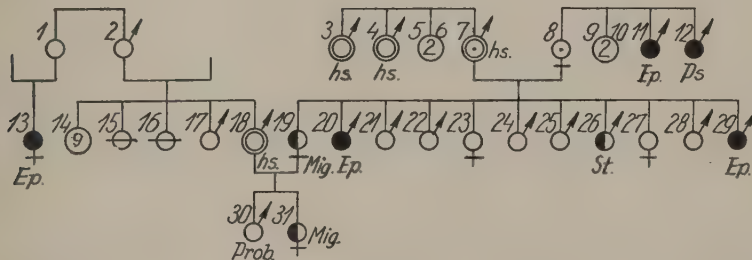 1 2 3 4 5 6 7 8 9 10 11 12
2 hs. 2
hs. hs. Ep. Ps
13 14 15 16 17 18 19 20 21 22 23 24 25 26 27 28 29
9
Ep. hs. Mig. Ep. St. Ep.
30 31
Prob. Mig.